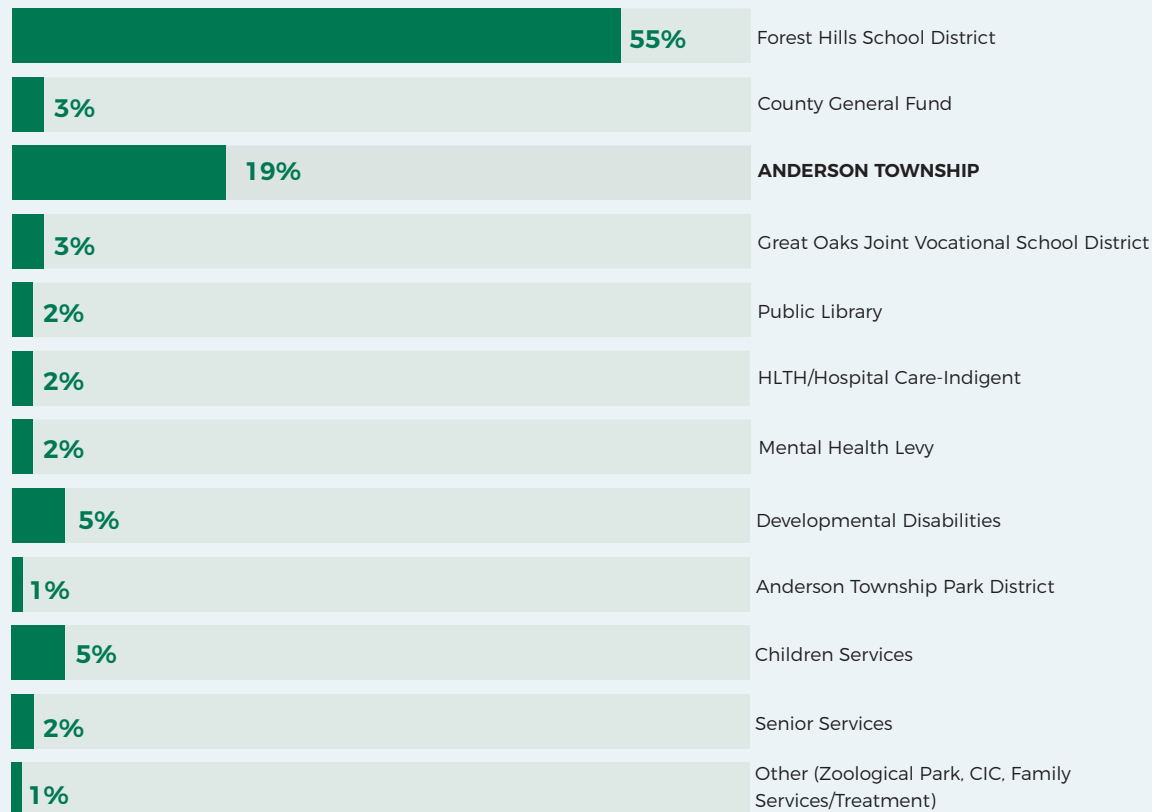 55% Forest Hills School District
3% County General Fund
19% ANDERSON TOWNSHIP
3% Great Oaks Joint Vocational School District
2% Public Library
2% HLTH/Hospital Care-Indigent
2% Mental Health Levy
5% Developmental Disabilities
1% Anderson Township Park District
5% Children Services
2% Senior Services
1% Other (Zoological Park, CIC, Family
Services/Treatment)